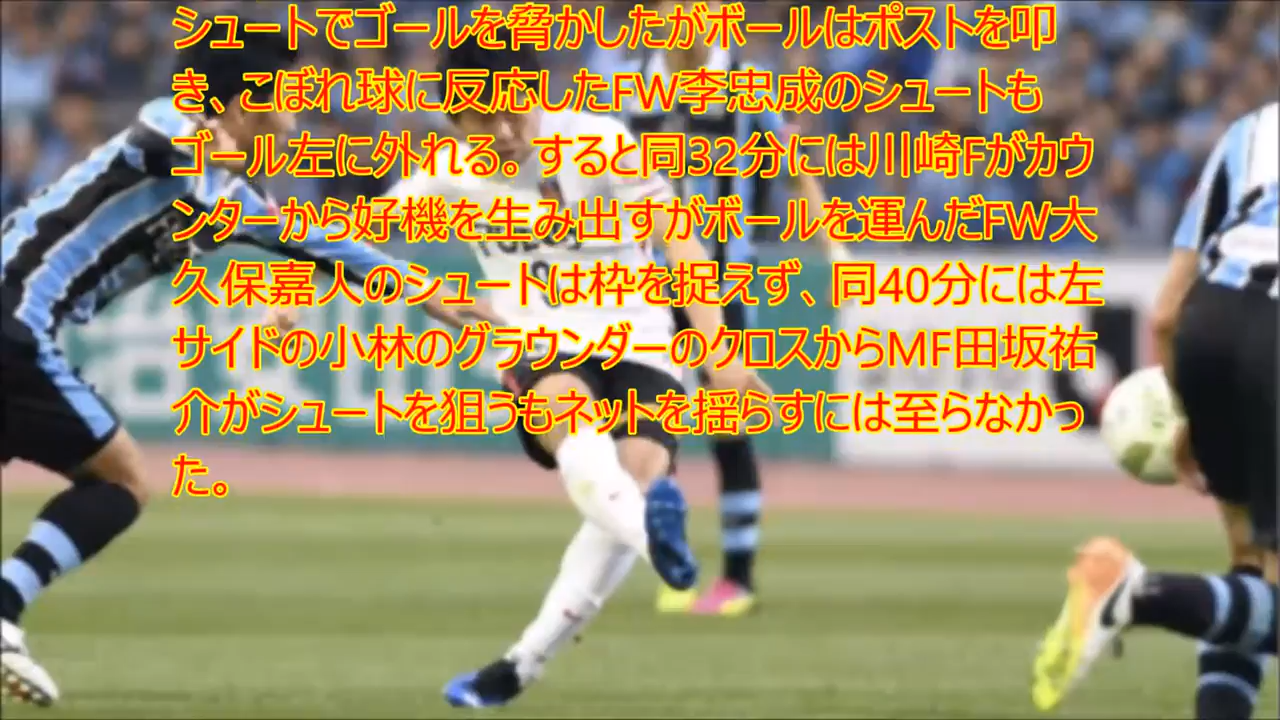 シュートでゴールを脅かしたがボールはポストを叩
き、こぼれ球に反応したFW李忠成のシュートも
ゴール左に外れる。すると同32分には川崎Fがカウ
ンターから好機を生み出すがボールを運んだFW大
久保嘉人のシュートは枠を捉えず、同40分には左
サイドの小林のグラウンダーのクロスからMF田坂祐
介がシュートを狙うもネットを揺らすには至らなかっ
た。